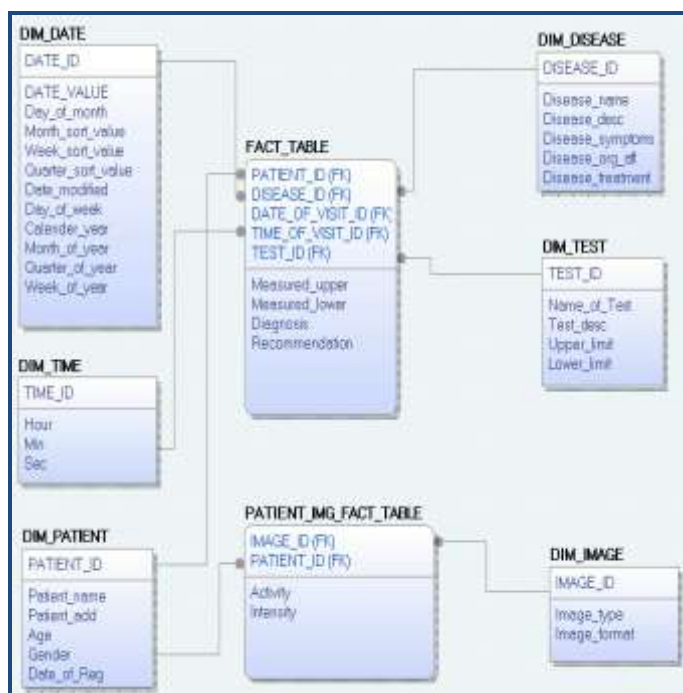 DIM_DATE
DATE_ID
DATE_VALUE
Day_of_month
Month_sort_value
Week_sort_value
Quarter_sort_value
Date_modified
Day_of_week
Calender_year
Month_of_year
Quarter_of_year
Week_of_year
DIM_TIME
TIME_ID
Hour
Min
Sec
DIM_PATIENT
PATIENT_ID
Patient_name
Patient_add
Age
Gender
Date_of_Reg
FACT_TABLE
PATIENT_ID (FK)
DISEASE_ID (FK)
DATE_OF_VISIT_ID (FK)
TIME_OF_VISIT_ID (FK)
TEST_ID (FK)
Measured_upper
Measured_lower
Diagnosis
Recommendation
PATIENT_IMG_FACT_TABLE
IMAGE_ID (FK)
PATIENT_ID (FK)
Activity
Intensity
DIM_DISEASE
DISEASE_ID
Disease_name
Disease_desc
Disease_symptoms
Disease_org_aff
Disease_treatment
DIM_TEST
TEST_ID
Name_of_Test
Test_desc
Upper_limit
Lower_limit
DIM_IMAGE
IMAGE_ID
Image_type
Image_format